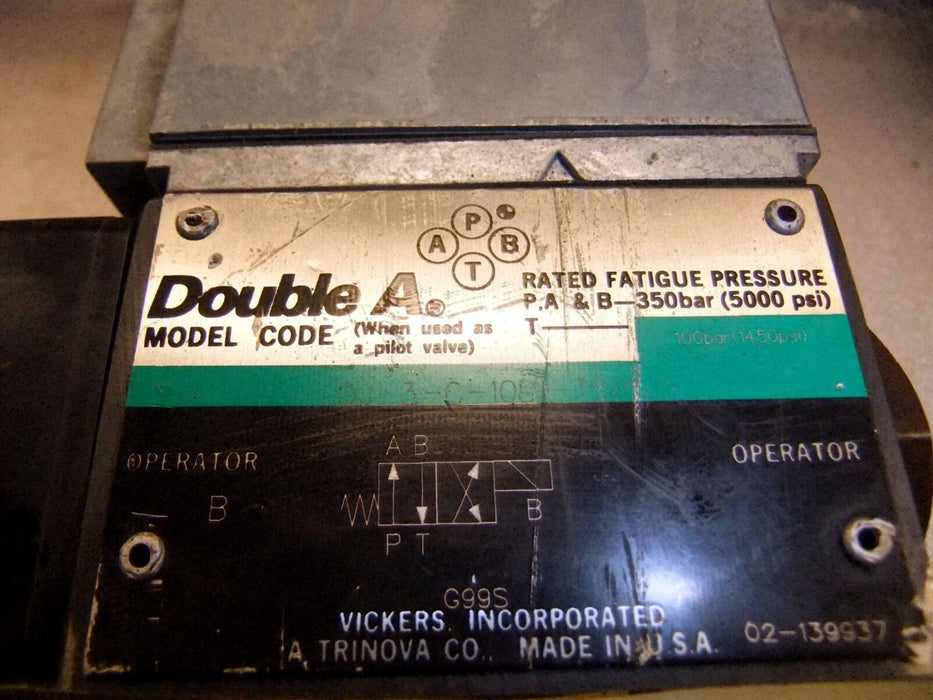 P
A B
T
Double A®
MODEL CODE (When used as a pilot valve)
RATED FATIGUE PRESSURE
P,A & B—350bar (5000 psi)
T— 100bar (1450psi)
OPERATOR
B
A B
B
P T
OPERATOR
G99S
VICKERS, INCORPORATED
A TRINOVA CO. MADE IN U.S.A.
02-139937